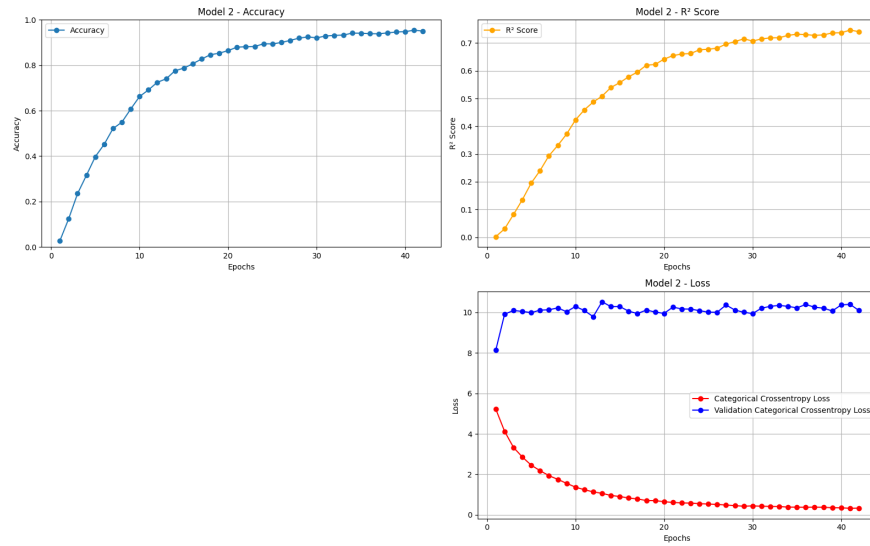 Model 2 - Accuracy
Accuracy
1.0
0.8
0.6
0.4
0.2
0.0
Accuracy
0
10
20
30
40
Epochs
Model 2 - R² Score
R² Score
0.7
0.6
0.5
0.4
0.3
0.2
0.1
0.0
R² Score
0
10
20
30
40
Epochs
Model 2 - Loss
10
8
6
4
2
0
Loss
Categorical Crossentropy Loss
Validation Categorical Crossentropy Loss
0
10
20
30
40
Epochs